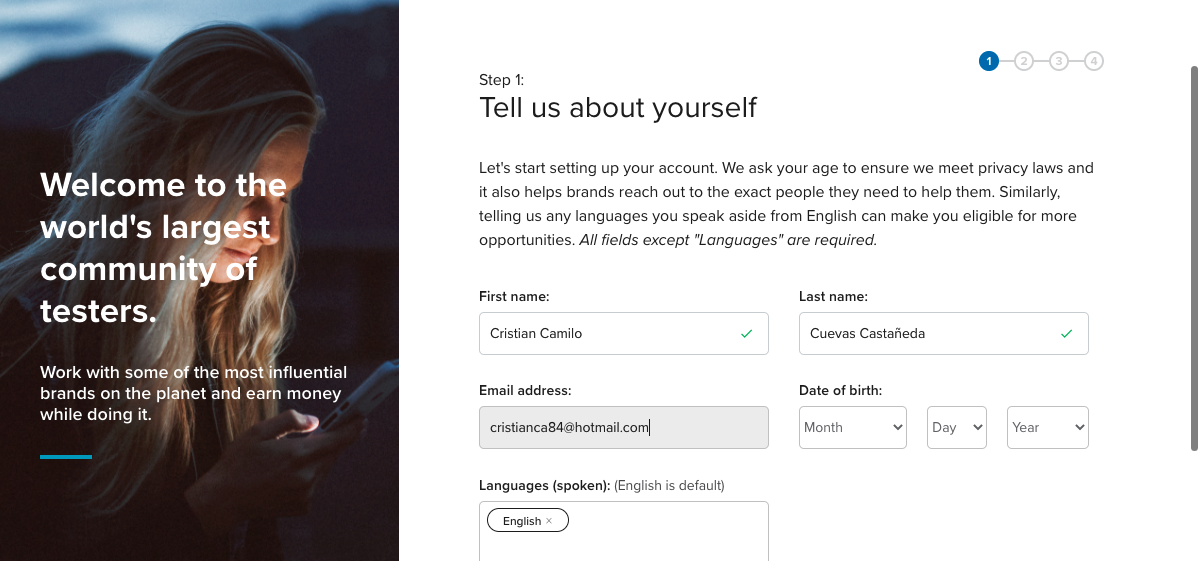 Welcome to the
world's largest
community of
testers.
Work with some of the most influential
brands on the planet and earn money
while doing it.
1 2 3 4
Step 1:
Tell us about yourself
Let's start setting up your account. We ask your age to ensure we meet privacy laws and
it also helps brands reach out to the exact people they need to help them. Similarly,
telling us any languages you speak aside from English can make you eligible for more
opportunities. All fields except "Languages" are required.
First name: Last name:
Cristian Camilo Cuevas Castañeda
Email address: Date of birth:
cristianca84@hotmail.com Month Day Year
Languages (spoken): (English is default)
English ×